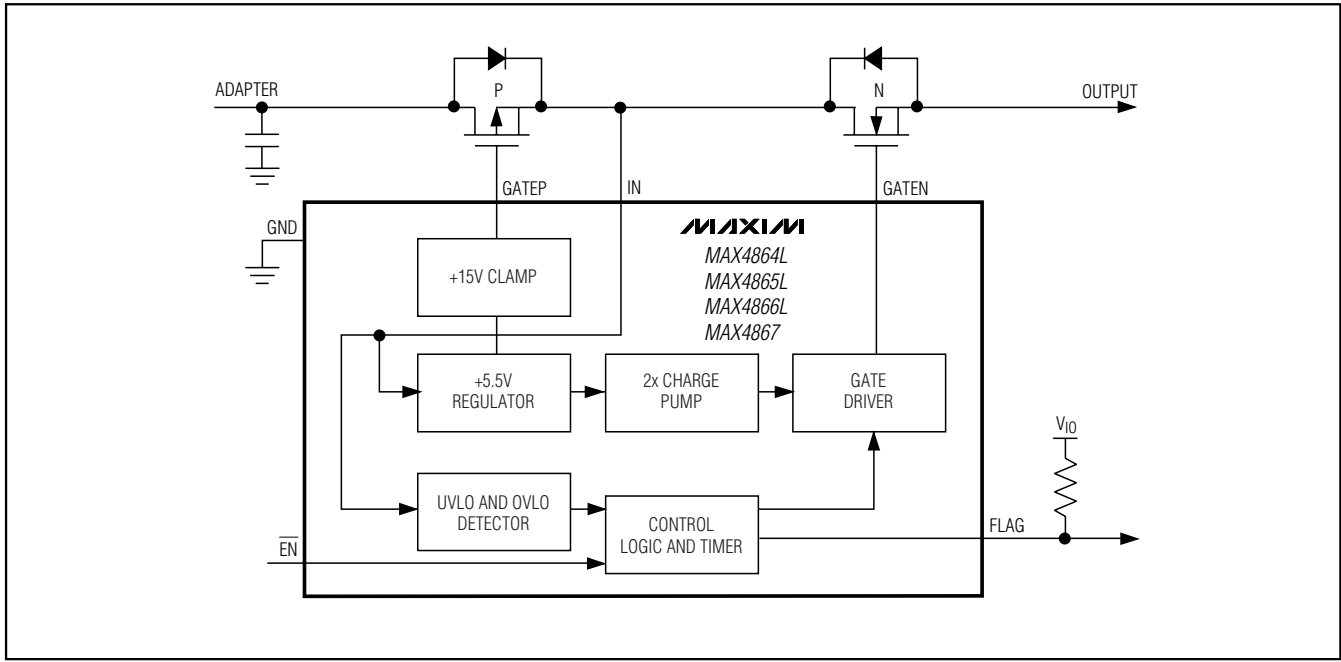 ADAPTER
P
N
OUTPUT
GATEP
IN
GATEN
GND
MAXIM
MAX4864L
MAX4865L
MAX4866L
MAX4867
+15V CLAMP
+5.5V
REGULATOR
2x CHARGE
PUMP
GATE
DRIVER
VIO
UVLO AND OVLO
DETECTOR
CONTROL
LOGIC AND TIMER
FLAG
EN